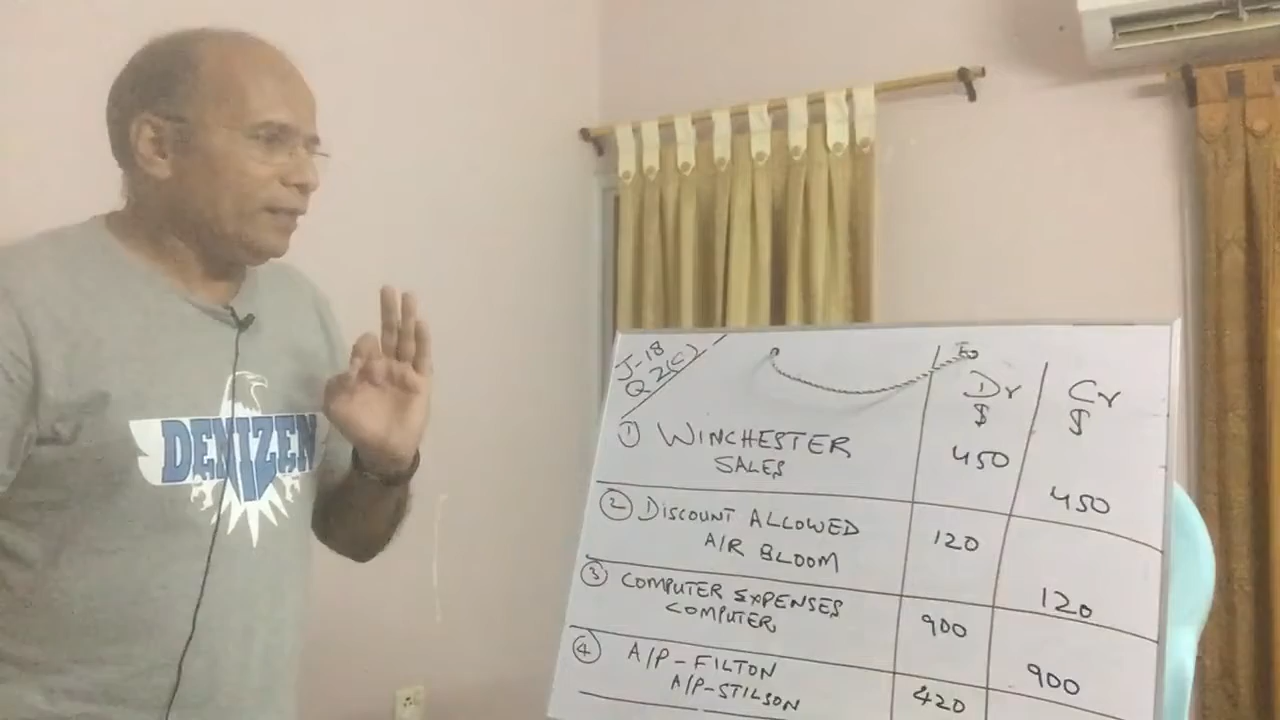 DENIZEN
J-18
Q2(C)
Dr Cr
$ $
① WINCHESTER 450
SALES 450
② DISCOUNT ALLOWED 120
A/R BLOOM 120
③ COMPUTER EXPENSES 900
COMPUTER 900
④ A/P-FILTON 420
A/P-STILSON